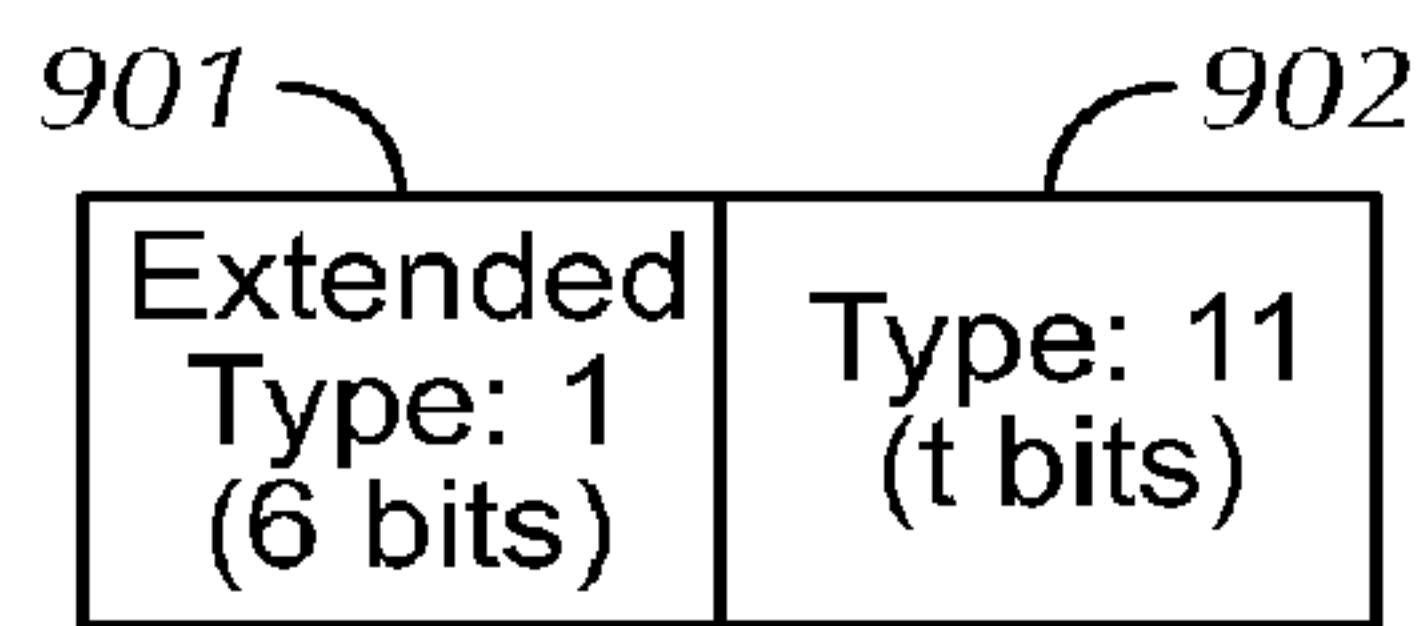 901
902
Extended
Type: 1
(6 bits)
Type: 11
(t bits)